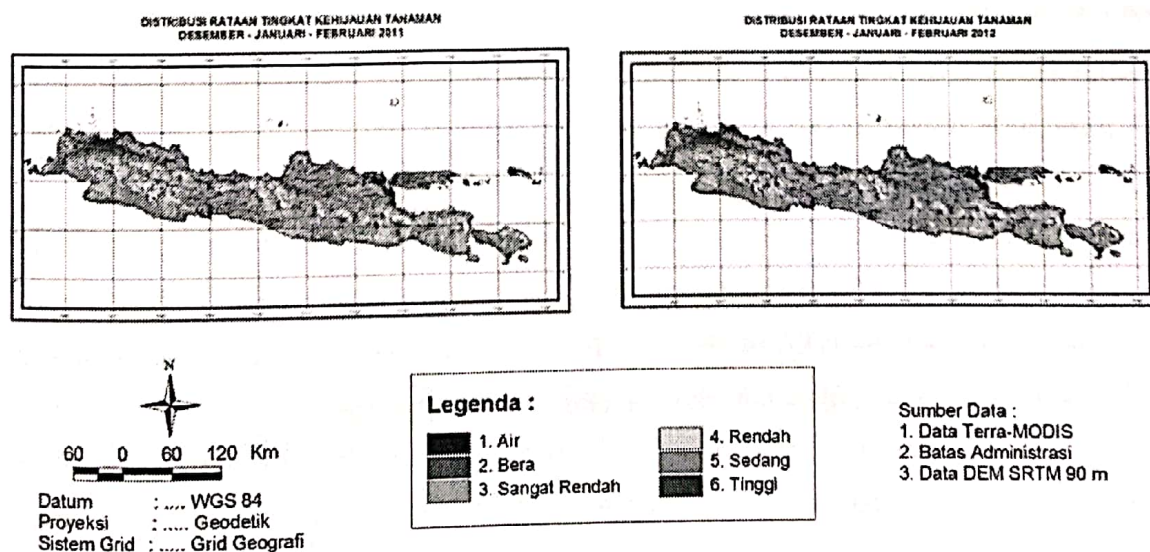 DISTRIBUSI RATAAN TINGKAT KEHIJAUAN TANAMAN
DESEMBER - JANUARI - FEBRUARI 2011
DISTRIBUSI RATAAN TINGKAT KEHIJAUAN TANAMAN
DESEMBER - JANUARI - FEBRUARI 2012
N
60 0 60 120 Km
Datum : .... WGS 84
Proyeksi : ..... Geodetik
Sistem Grid : ..... Grid Geografi
Legenda :
1. Air
2. Bera
3. Sangat Rendah
4. Rendah
5. Sedang
6. Tinggi
Sumber Data :
1. Data Terra-MODIS
2. Batas Administrasi
3. Data DEM SRTM 90 m